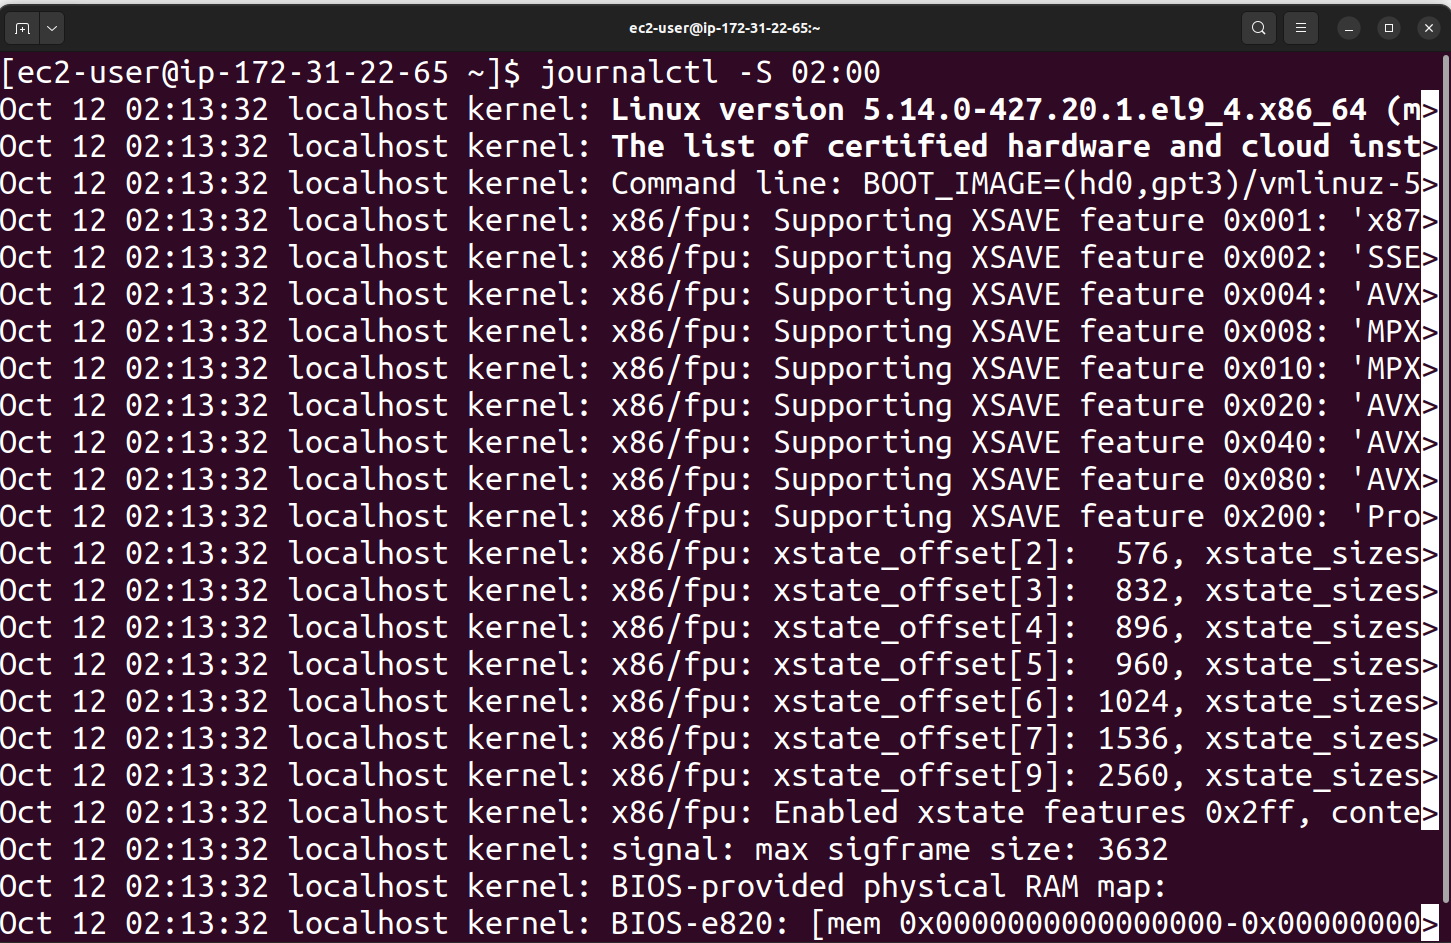 ec2-user@ip-172-31-22-65:~
[ec2-user@ip-172-31-22-65 ~]$ journalctl -S 02:00
Oct 12 02:13:32 localhost kernel: Linux version 5.14.0-427.20.1.el9_4.x86_64 (m>
Oct 12 02:13:32 localhost kernel: The list of certified hardware and cloud inst>
Oct 12 02:13:32 localhost kernel: Command line: BOOT_IMAGE=(hd0,gpt3)/vmlinuz-5>
Oct 12 02:13:32 localhost kernel: x86/fpu: Supporting XSAVE feature 0x001: 'x87>
Oct 12 02:13:32 localhost kernel: x86/fpu: Supporting XSAVE feature 0x002: 'SSE>
Oct 12 02:13:32 localhost kernel: x86/fpu: Supporting XSAVE feature 0x004: 'AVX>
Oct 12 02:13:32 localhost kernel: x86/fpu: Supporting XSAVE feature 0x008: 'MPX>
Oct 12 02:13:32 localhost kernel: x86/fpu: Supporting XSAVE feature 0x010: 'MPX>
Oct 12 02:13:32 localhost kernel: x86/fpu: Supporting XSAVE feature 0x020: 'AVX>
Oct 12 02:13:32 localhost kernel: x86/fpu: Supporting XSAVE feature 0x040: 'AVX>
Oct 12 02:13:32 localhost kernel: x86/fpu: Supporting XSAVE feature 0x080: 'AVX>
Oct 12 02:13:32 localhost kernel: x86/fpu: Supporting XSAVE feature 0x200: 'Pro>
Oct 12 02:13:32 localhost kernel: x86/fpu: xstate_offset[2]:  576, xstate_sizes>
Oct 12 02:13:32 localhost kernel: x86/fpu: xstate_offset[3]:  832, xstate_sizes>
Oct 12 02:13:32 localhost kernel: x86/fpu: xstate_offset[4]:  896, xstate_sizes>
Oct 12 02:13:32 localhost kernel: x86/fpu: xstate_offset[5]:  960, xstate_sizes>
Oct 12 02:13:32 localhost kernel: x86/fpu: xstate_offset[6]: 1024, xstate_sizes>
Oct 12 02:13:32 localhost kernel: x86/fpu: xstate_offset[7]: 1536, xstate_sizes>
Oct 12 02:13:32 localhost kernel: x86/fpu: xstate_offset[9]: 2560, xstate_sizes>
Oct 12 02:13:32 localhost kernel: x86/fpu: Enabled xstate features 0x2ff, conte>
Oct 12 02:13:32 localhost kernel: signal: max sigframe size: 3632
Oct 12 02:13:32 localhost kernel: BIOS-provided physical RAM map:
Oct 12 02:13:32 localhost kernel: BIOS-e820: [mem 0x0000000000000000-0x00000000>